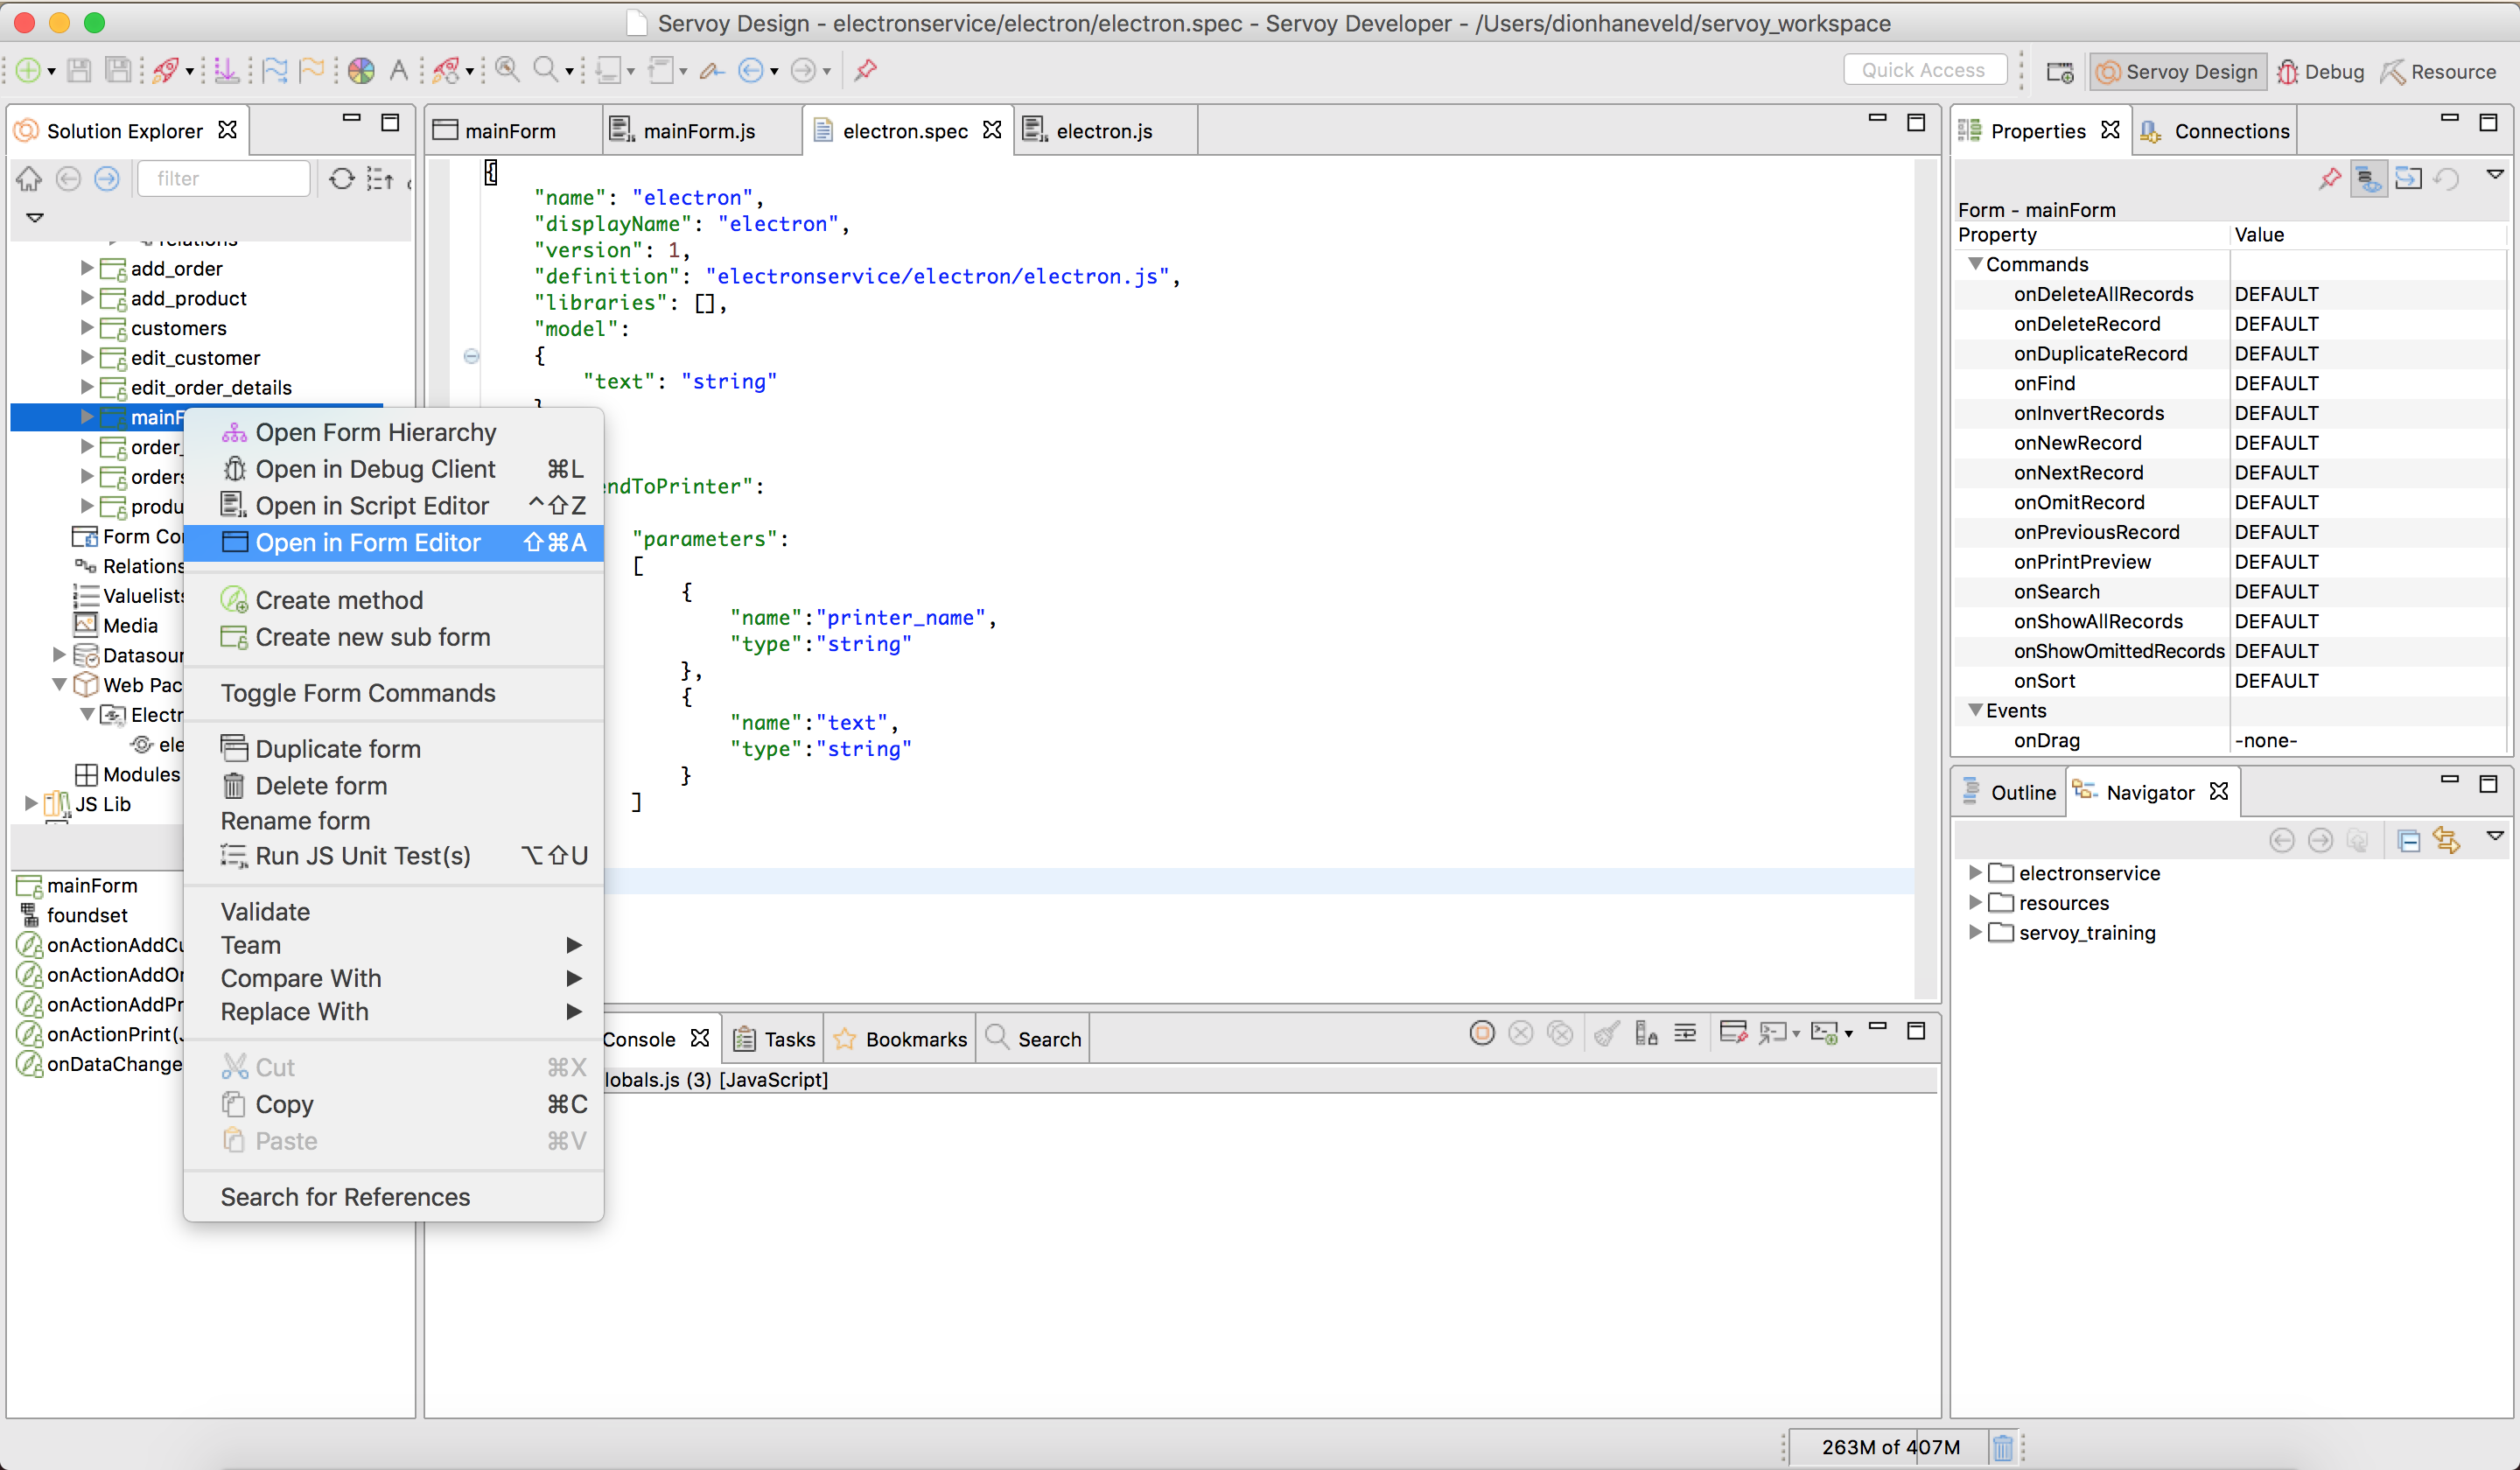 Servoy Design - electronservice/electron/electron.spec - Servoy Developer - /Users/dionhaneveld/servoy_workspace
Quick Access
Servoy Design
Debug
Resource
Solution Explorer
filter
relations
add_order
add_product
customers
edit_customer
edit_order_details
mainF
order_
orders
produ
Form Co
Relations
Valuelists
Media
Datasour
Web Pac
Electr
ele
Modules
JS Lib
mainForm
foundset
onActionAddCu
onActionAddOr
onActionAddPr
onActionPrint(J
onDataChange
Open Form Hierarchy
Open in Debug Client ⌘L
Open in Script Editor ^⇧Z
Open in Form Editor ⇧⌘A
Create method
Create new sub form
Toggle Form Commands
Duplicate form
Delete form
Rename form
Run JS Unit Test(s) ⌥⇧U
Validate
Team
Compare With
Replace With
Cut ⌘X
Copy ⌘C
Paste ⌘V
Search for References
mainForm
mainForm.js
electron.spec
electron.js
{
"name": "electron",
"displayName": "electron",
"version": 1,
"definition": "electronservice/electron/electron.js",
"libraries": [],
"model":
{
"text": "string"
}
ndToPrinter":
"parameters":
[
{
"name":"printer_name",
"type":"string"
},
{
"name":"text",
"type":"string"
}
]
Console
Tasks
Bookmarks
Search
lobals.js (3) [JavaScript]
Properties
Connections
Form - mainForm
Property Value
Commands
onDeleteAllRecords DEFAULT
onDeleteRecord DEFAULT
onDuplicateRecord DEFAULT
onFind DEFAULT
onInvertRecords DEFAULT
onNewRecord DEFAULT
onNextRecord DEFAULT
onOmitRecord DEFAULT
onPreviousRecord DEFAULT
onPrintPreview DEFAULT
onSearch DEFAULT
onShowAllRecords DEFAULT
onShowOmittedRecords DEFAULT
onSort DEFAULT
Events
onDrag -none-
Outline
Navigator
electronservice
resources
servoy_training
263M of 407M